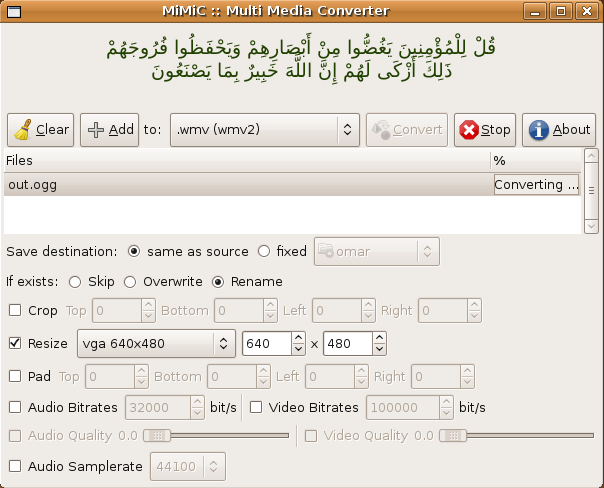 MiMiC :: Multi Media Converter
قُلْ لِلْمُؤْمِنِينَ يَغُضُّوا مِنْ أَبْصَارِهِمْ وَيَحْفَظُوا فُرُوجَهُمْ
ذَلِكَ أَزْكَى لَهُمْ إِنَّ اللَّهَ خَبِيرٌ بِمَا يَصْنَعُونَ
Clear Add to: .wmv (wmv2) Convert Stop About
Files %
out.ogg Converting ...
Save destination: same as source fixed omar
If exists: Skip Overwrite Rename
Crop Top 0 Bottom 0 Left 0 Right 0
Resize vga 640x480 640 x 480
Pad Top 0 Bottom 0 Left 0 Right 0
Audio Bitrates 32000 bit/s Video Bitrates 100000 bit/s
Audio Quality 0.0 Video Quality 0.0
Audio Samplerate 44100